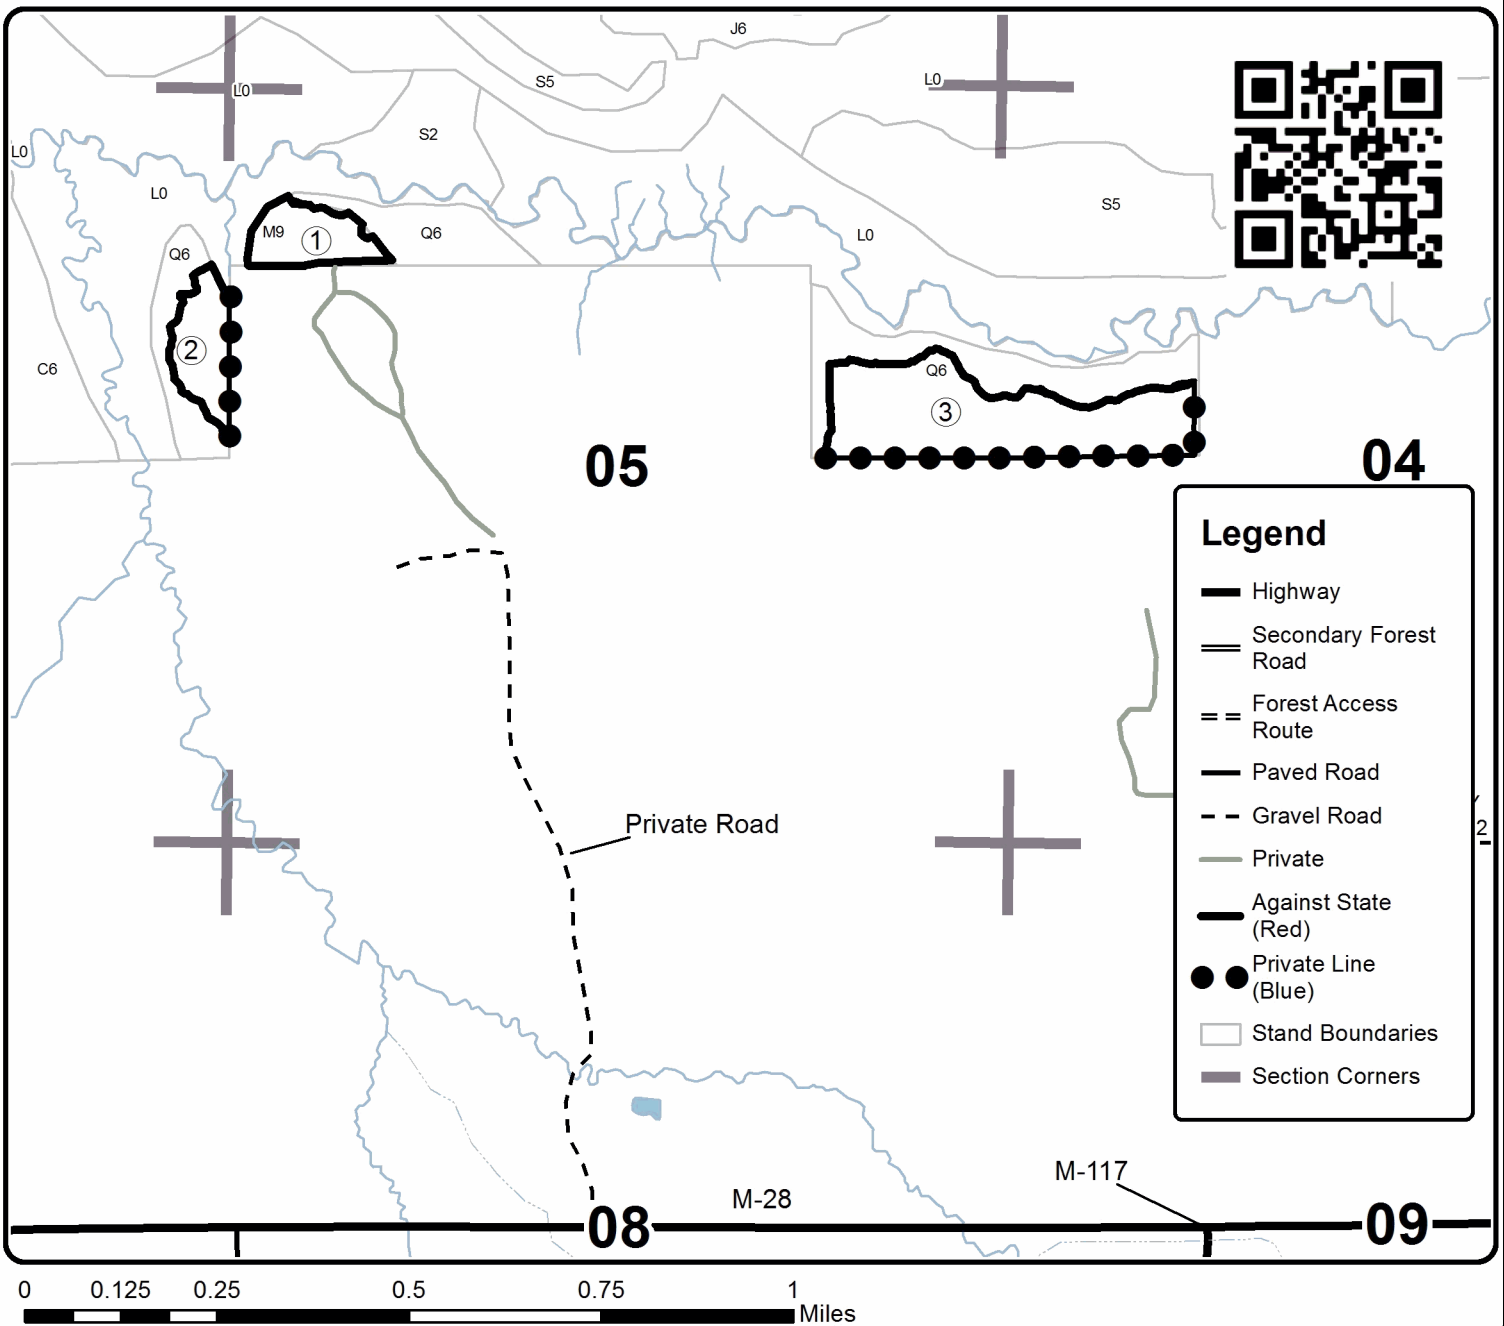 J6
S5
L0
L0
S2
L0
L0
S5
M9
1
Q6
L0
Q6
2
C6
Q6
3
05
04
Legend
Highway
Secondary Forest
Road
Forest Access
Route
Paved Road
Gravel Road
Private
Against State
(Red)
Private Line
(Blue)
Stand Boundaries
Section Corners
Private Road
2
M-117
M-28
08
09
0
0.125
0.25
0.5
0.75
1
Miles